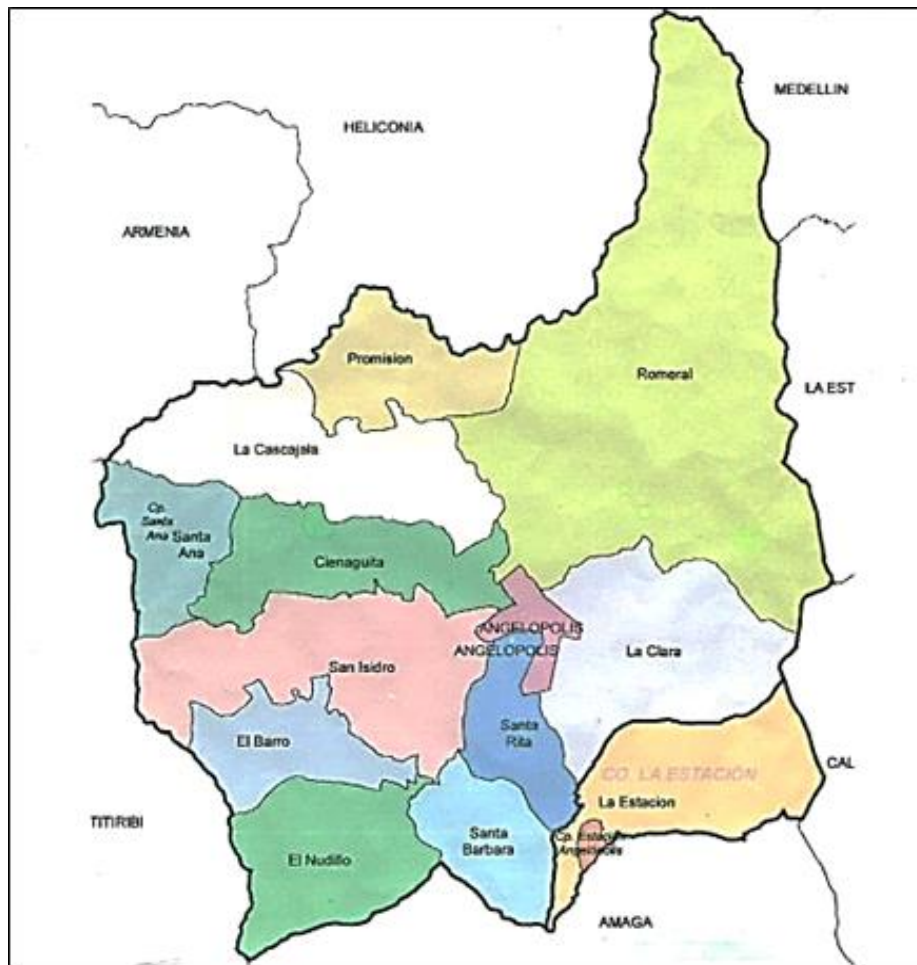 MEDELLIN
HELICONIA
ARMENIA
Promision
Romeral
LA EST
La Cascajala
Cp.
Santa
Ana
Santa
Ana
Cienaguita
ANGELOPOLIS
ANGELOPOLIS
La Clara
San Isidro
Santa
Rita
El Barro
CAL
CO. LA ESTACIÓN
La Estacion
TITIRIBI
Santa
Barbara
Cp. Estacion
El Nudillo
AMAGA